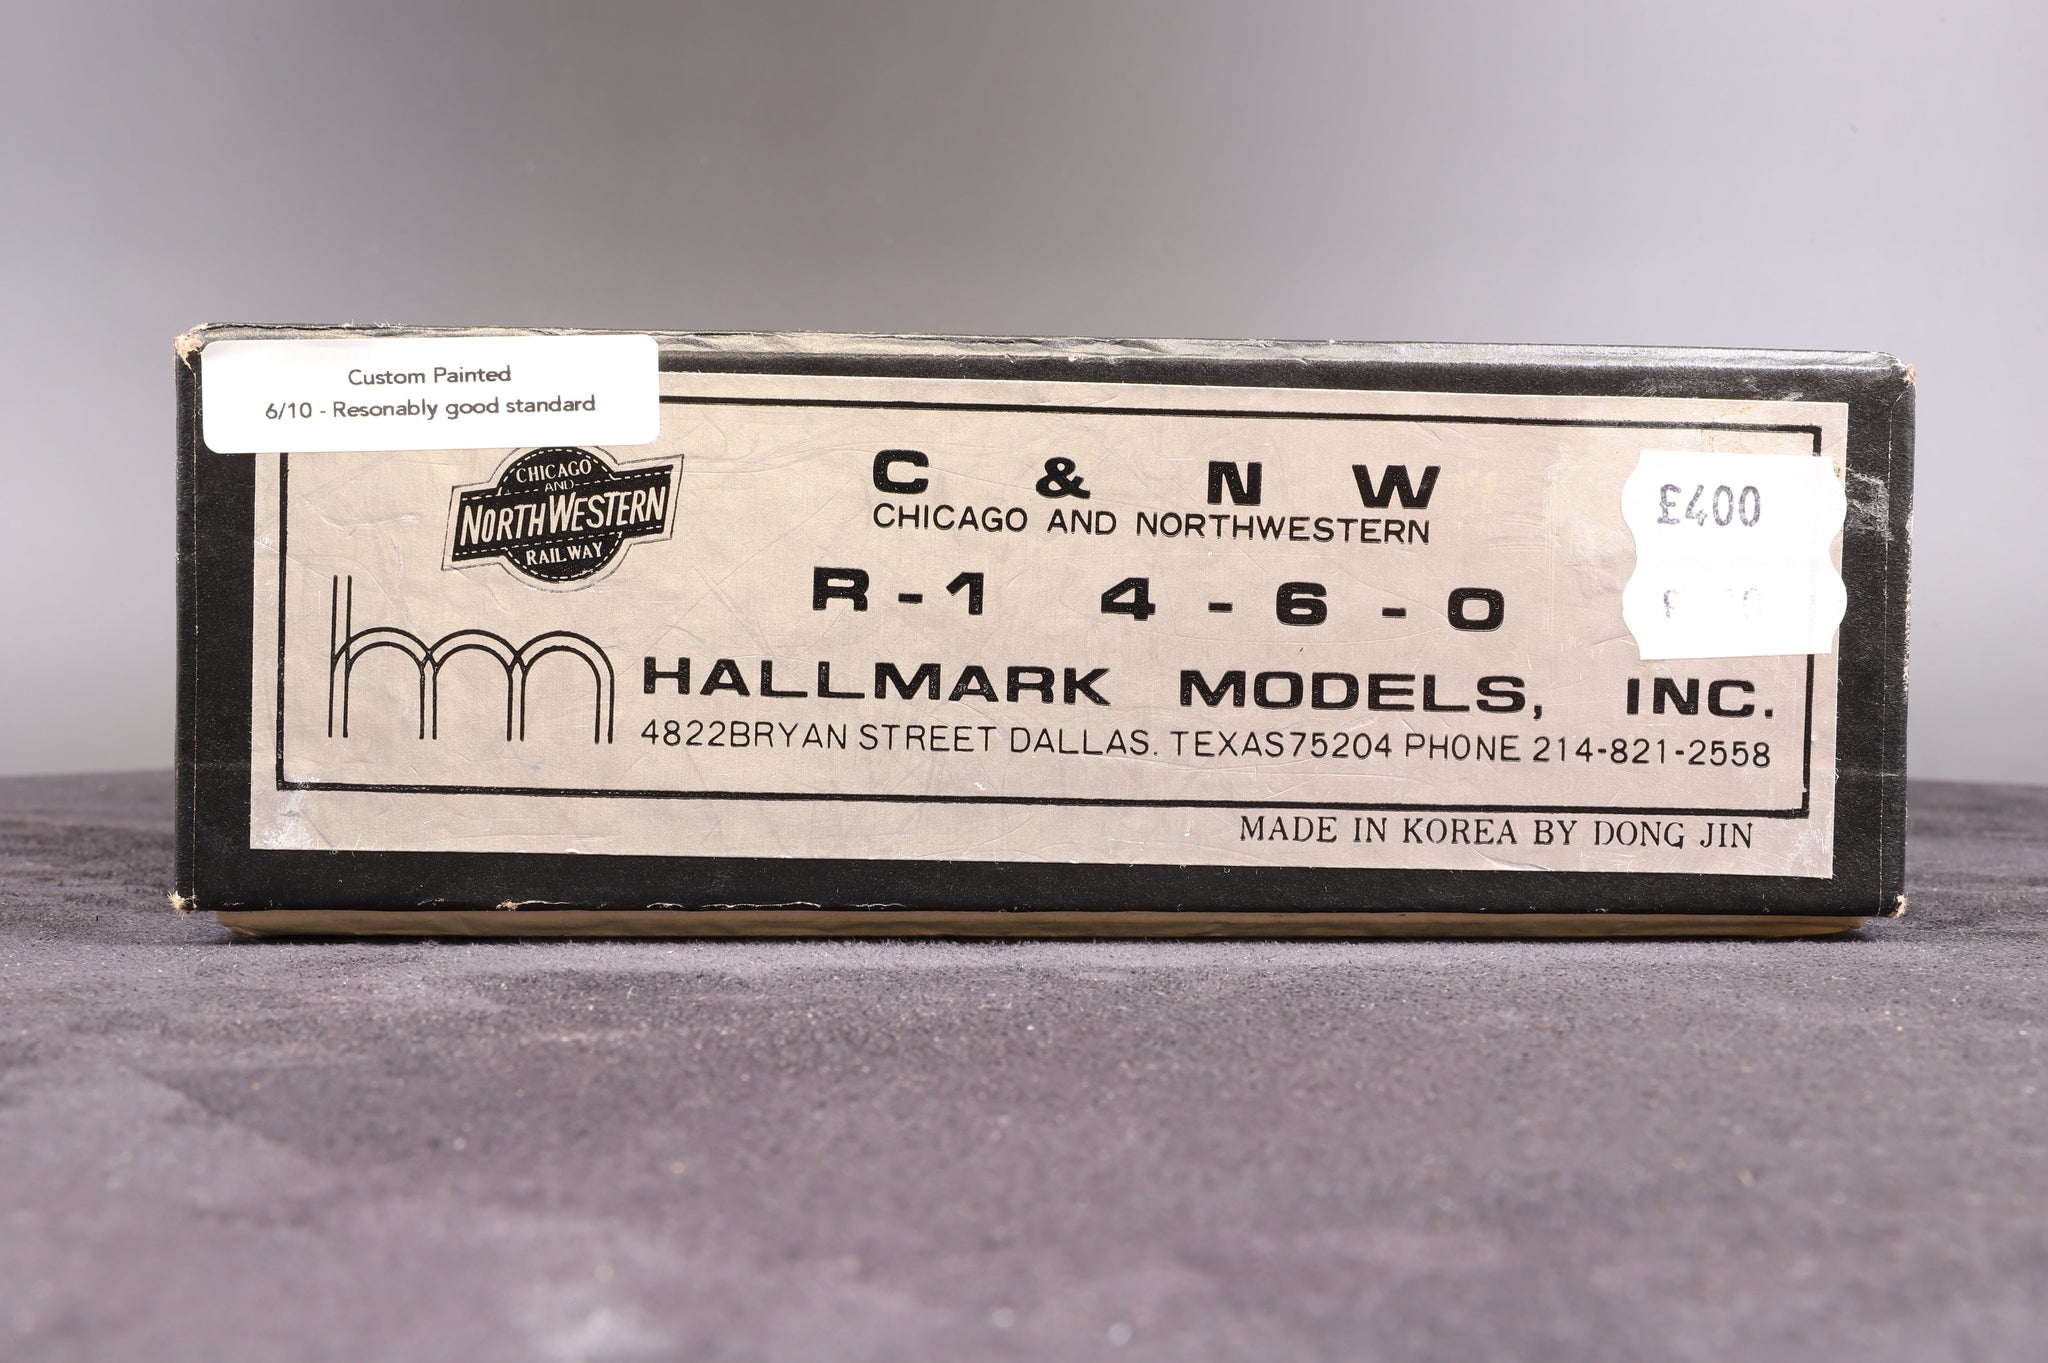 Custom Painted
6/10 - Resonably good standard
CHICAGO
AND
NORTHWESTERN
RAILWAY
C & N W
CHICAGO AND NORTHWESTERN
£400
R-1 4-6-0
hm
HALLMARK MODELS, INC.
4822BRYAN STREET DALLAS. TEXAS75204 PHONE 214-821-2558
MADE IN KOREA BY DONG JIN